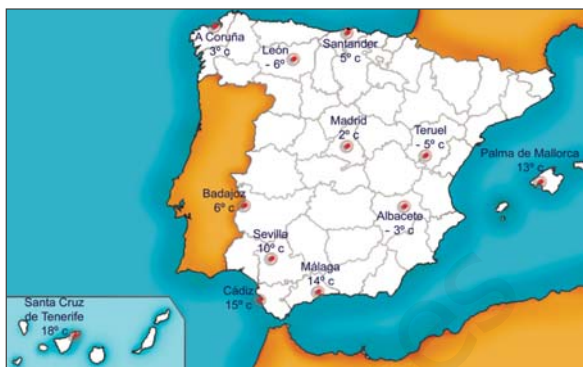 A Coruña
3º c
León
- 6º
Santander
5º c
Madrid
2º c
Teruel
- 5º c
Palma de Mallorca
13º c
Badajoz
6º c
Albacete
- 3º c
Sevilla
10º c
Málaga
14º c
Cádiz
15º c
Santa Cruz
de Tenerife
18º c